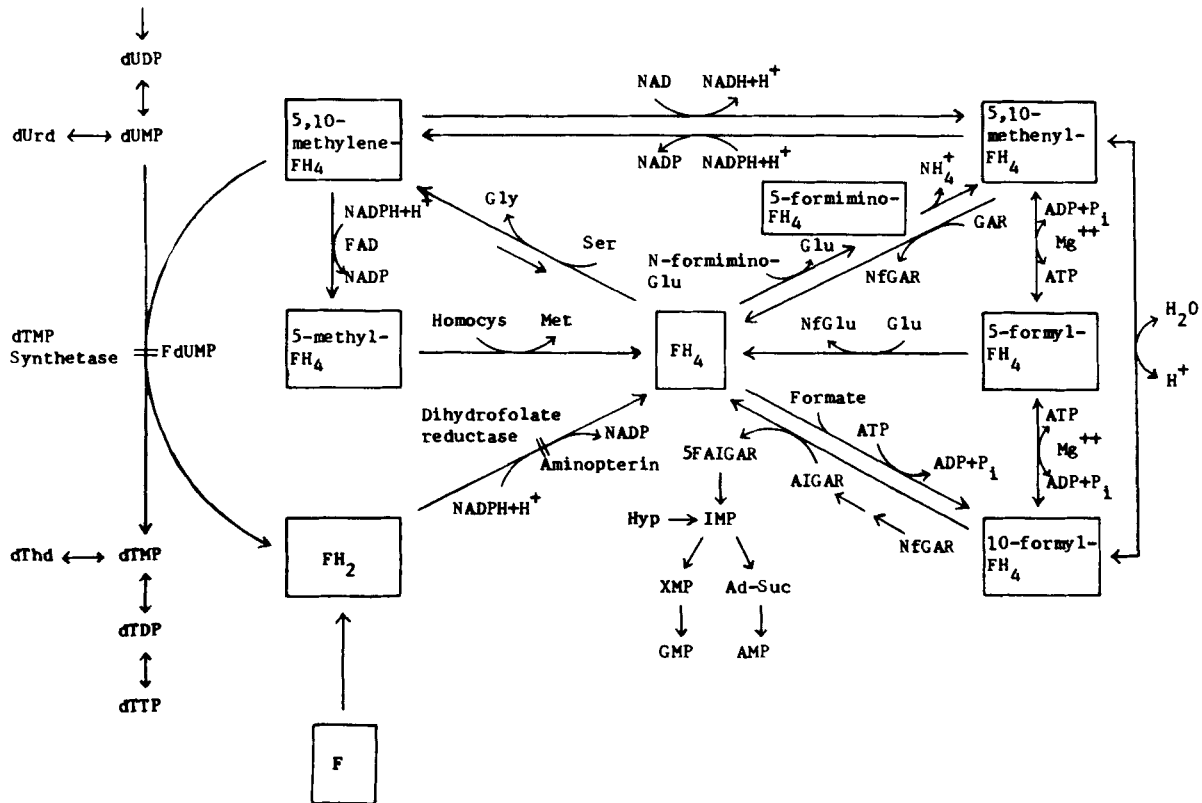 dUDP
dUrd
dUMP
5,10-
methylene-
FH4
NAD
NADH+H+
NADP
NADPH+H+
5,10-
methenyl-
FH4
NH4+
5-formimino-
FH4
Gly
Ser
NADPH+H+
FAD
NADP
N-formimino-
Glu
Glu
GAR
NfGAR
ADP+Pi
Mg++
ATP
dTMP
Synthetase
FdUMP
5-methyl-
FH4
Homocys
Met
FH4
NfGlu
Glu
5-formyl-
FH4
H2O
H+
Dihydrofolate
reductase
NADP
Aminopterin
NADPH+H+
Formate
ATP
ADP+Pi
5FAIGAR
AIGAR
NfGAR
ATP
Mg++
ADP+Pi
Hyp
IMP
XMP
Ad-Suc
GMP
AMP
10-formyl-
FH4
dThd
dTMP
FH2
dTDP
dTTP
F